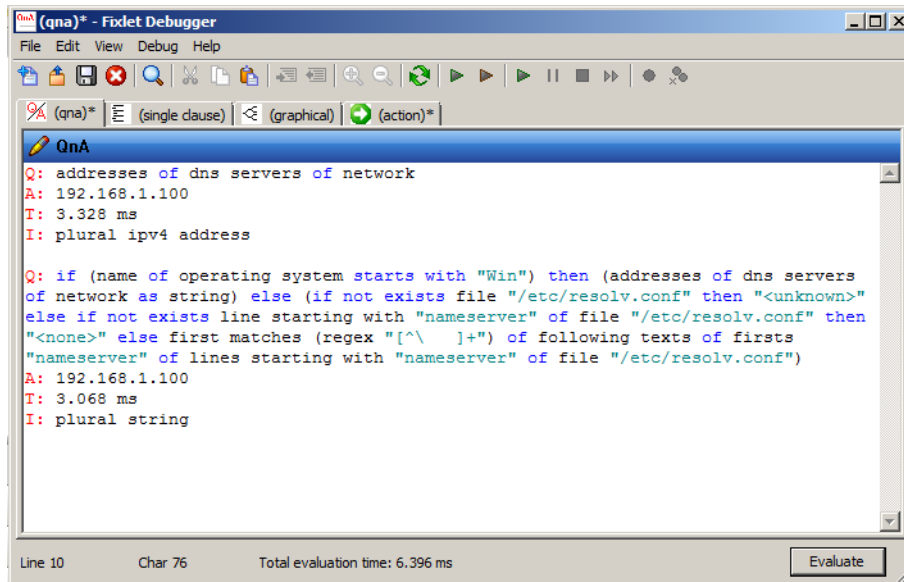 (qna)* - Fixlet Debugger
File Edit View Debug Help
(qna)* (single clause) (graphical) (action)*
QnA
Q: addresses of dns servers of network
A: 192.168.1.100
T: 3.328 ms
I: plural ipv4 address
Q: if (name of operating system starts with "Win") then (addresses of dns servers
of network as string) else (if not exists file "/etc/resolv.conf" then "<unknown>"
else if not exists line starting with "nameserver" of file "/etc/resolv.conf" then
"<none>" else first matches (regex "[^\   ]+") of following texts of firsts
"nameserver" of lines starting with "nameserver" of file "/etc/resolv.conf")
A: 192.168.1.100
T: 3.068 ms
I: plural string
Line 10 Char 76 Total evaluation time: 6.396 ms Evaluate